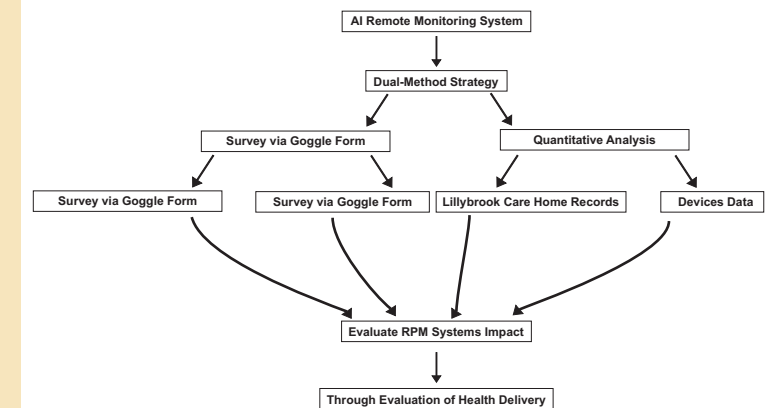 AI Remote Monitoring System
Dual-Method Strategy
Survey via Goggle Form
Quantitative Analysis
Survey via Goggle Form
Survey via Goggle Form
Lillybrook Care Home Records
Devices Data
Evaluate RPM Systems Impact
Through Evaluation of Health Delivery